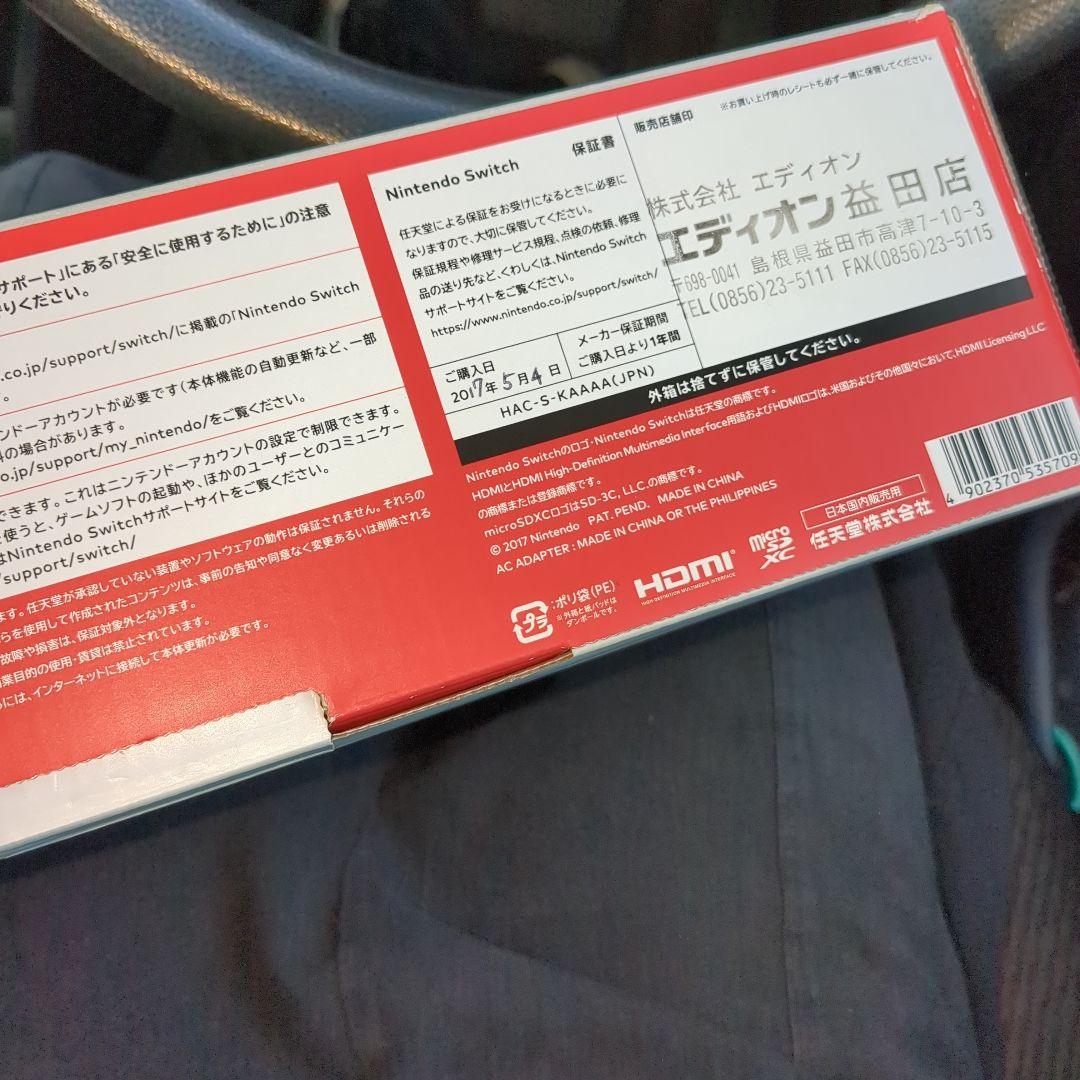 に使用するために」の注意
サポート」にある「安全
守りください。
.co.jp/support/switch/に掲載の「Nintendo Switch
ンドーアカウントが必要です(本体機能の自動更新など、一部
の場合があります。
o.jp/support/my_nintendo/をご覧ください。
できます。これはニンテンドーアカウントの設定で制限できます。
を使うと、ゲームソフトの起動や、ほかのユーザーとのコミュニケー
はNintendo Switchサポートサイトをご覧ください。
/support/switch/
ます。任天堂が承認していない装置やソフトウェアの動作は保証されません。それらの
らを使用して作成されたコンテンツは、事前の告知や同意なく変更あるいは削除される
故障や損害は、保証対象外となります。
業目的の使用・賃貸は禁止されています。
には、インターネットに接続して本体更新が必要です。
Nintendo Switch 保証書
任天堂による保証をお受けになるときに必要に
なりますので、大切に保管してください。
保証規程や修理サービス規程、点検の依頼、修理
品の送り先など、くわしくは、Nintendo Switch
サポートサイトをご覧ください。
https://www.nintendo.co.jp/support/switch/
ご購入日
2017年5月4日
メーカー保証期間
ご購入日より1年間
HAC-S-KAAAA(JPN)
販売店舗印
※お買い上げ時のレシートも必ず一緒に保管してください。
株式会社 エディオン
エディオン益田店
〒698-0041 島根県益田市高津7-10-3
TEL(0856)23-5111 FAX(0856)23-5115
外箱は捨てずに保管してください。
Nintendo Switchのロゴ・Nintendo Switchは任天堂の商標です。
HDMIとHDMI High-Definition Multimedia Interface用語およびHDMIロゴは、米国およびその他国々において、HDMI Licensing LLC
の商標または登録商標です。
microSDXCロゴはSD-3C, LLC.の商標です。
© 2017 Nintendo PAT. PEND. MADE IN CHINA
AC ADAPTER : MADE IN CHINA OR THE PHILIPPINES
プラ
:ポリ袋(PE)
※外箱と紙パッドは
ダンボールです。
HDMI
HIGH-DEFINITION MULTIMEDIA INTERFACE
micro
SD
XC
日本国内販売用
任天堂株式会社
4 902370 535709